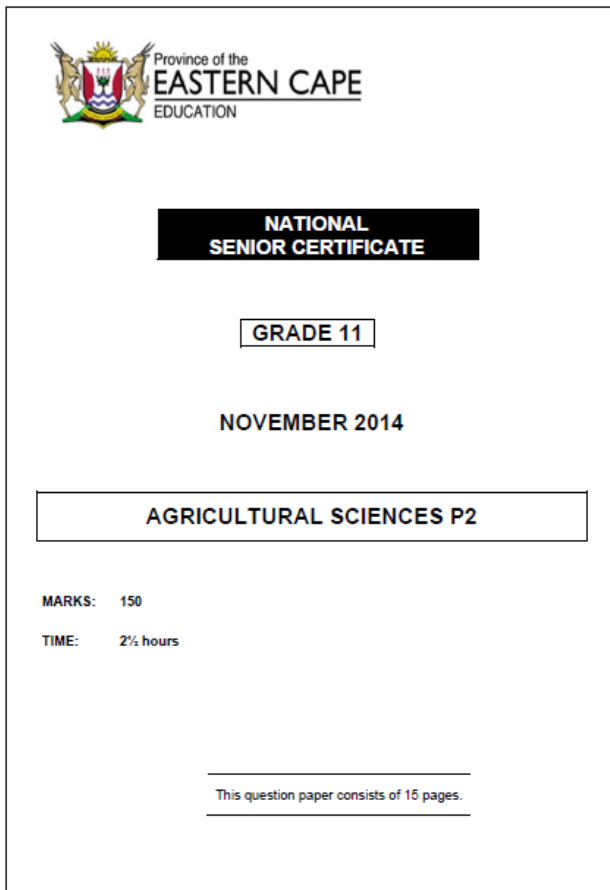 Province of the
EASTERN CAPE
EDUCATION
NATIONAL
SENIOR CERTIFICATE
GRADE 11
NOVEMBER 2014
AGRICULTURAL SCIENCES P2
MARKS: 150
TIME: 2½ hours
This question paper consists of 15 pages.